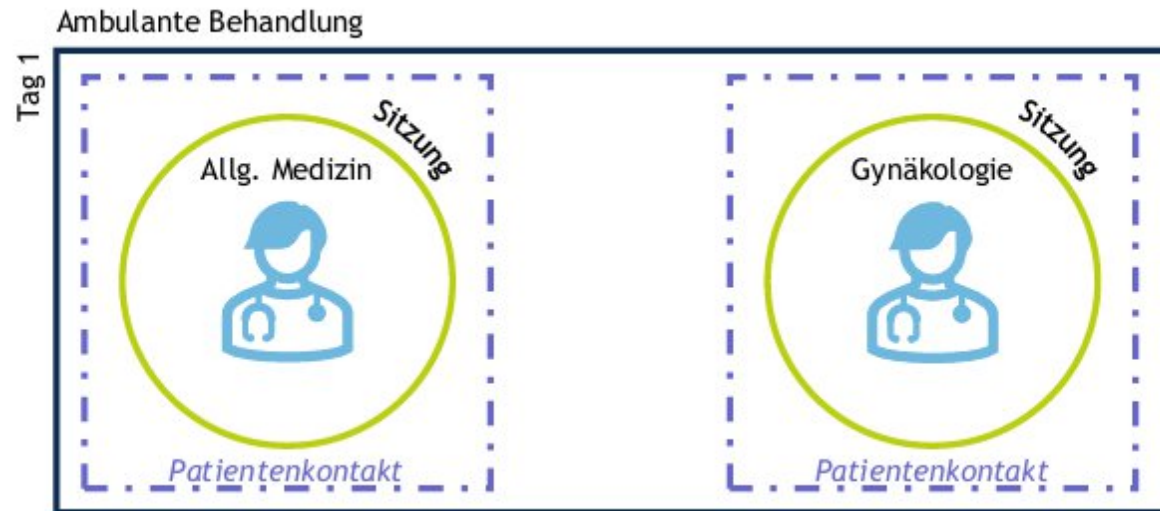 Ambulante Behandlung
Tag 1
Sitzung
Allg. Medizin
Patientenkontakt
Sitzung
Gynäkologie
Patientenkontakt